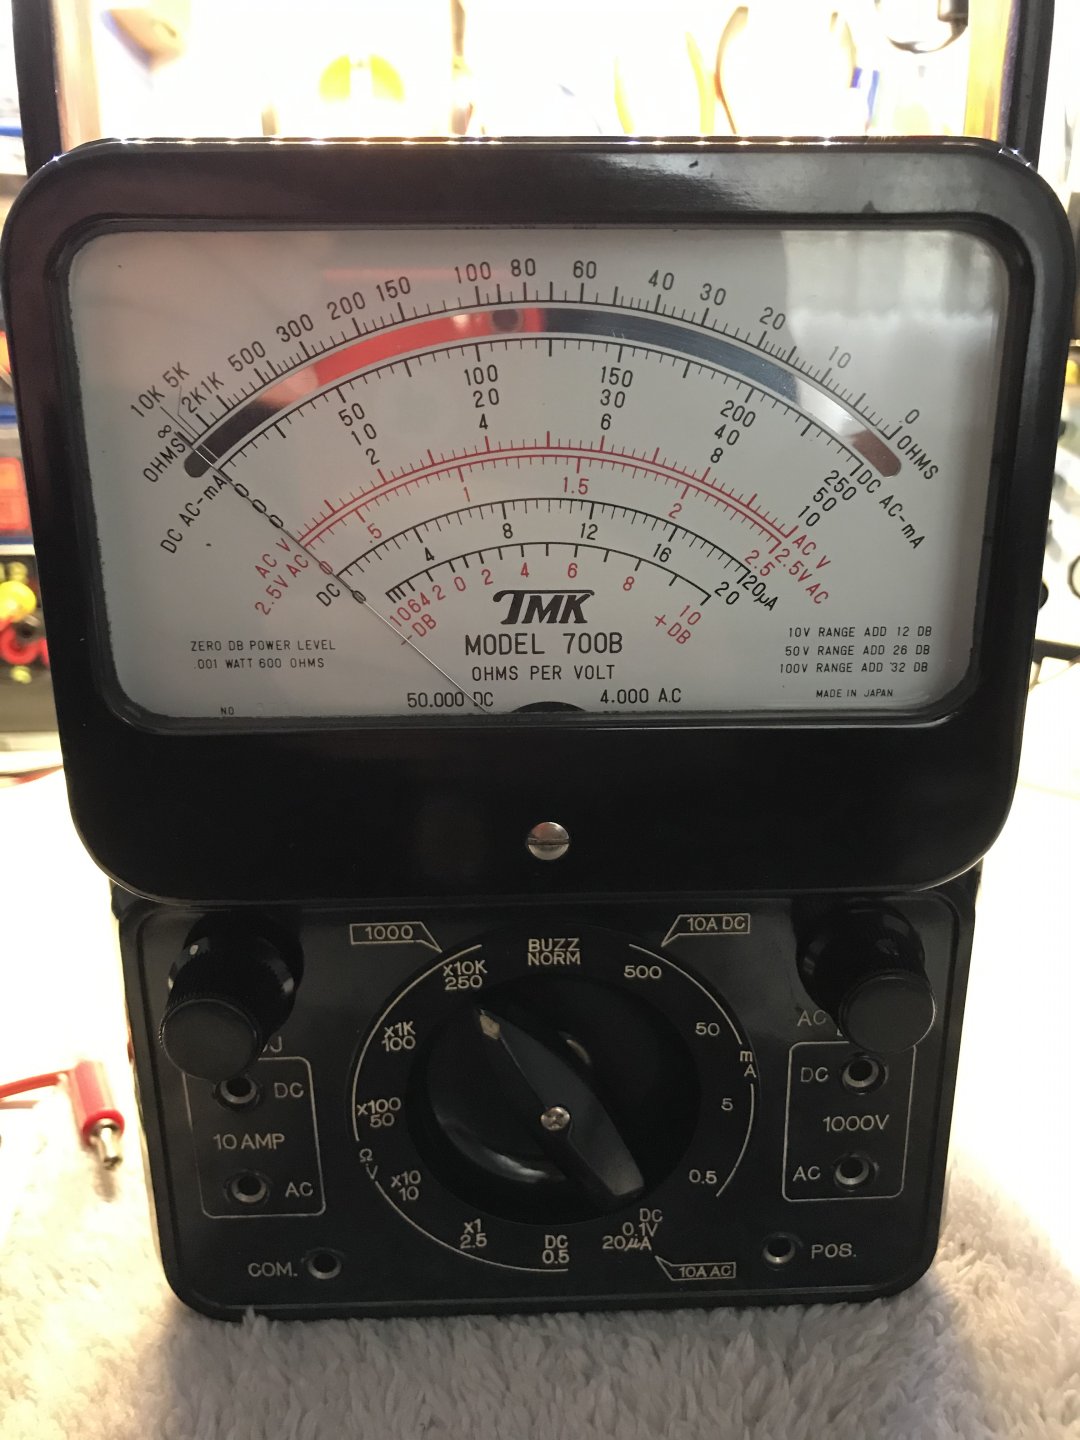 10K 5K 2K 1K 500 300 200 150 100 80 60 40 30 20 10 0
∞
OHMS OHMS
50 100 150 200 250
10 20 30 40 50
2 4 6 8 10
DC AC-mA DC AC-mA
AC V AC V
.5 1 1.5 2 2.5
2.5V AC 2.5V AC
4 8 12 16 20
DC 120µA
10 6 4 2 0 2 4 6 8 10
-DB +DB
TMK
MODEL 700B
OHMS PER VOLT
50.000 DC 4.000 A.C
ZERO DB POWER LEVEL
.001 WATT 600 OHMS
NO
10V RANGE ADD 12 DB
50V RANGE ADD 26 DB
100V RANGE ADD 32 DB
MADE IN JAPAN
1000
10A DC
BUZZ
NORM
X10K
250
500
X1K
100
50
mA
X100
50
5
Ω
V
X10
10
0.5
X1
2.5
DC
0.5
DC
0.1V
20µA
10A AC
DC
10 AMP
AC
COM.
AC
DC
1000V
AC
POS.